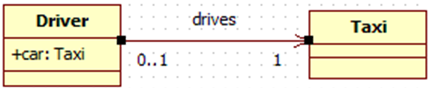 Driver
drives
Taxi
+car: Taxi
0..1
1